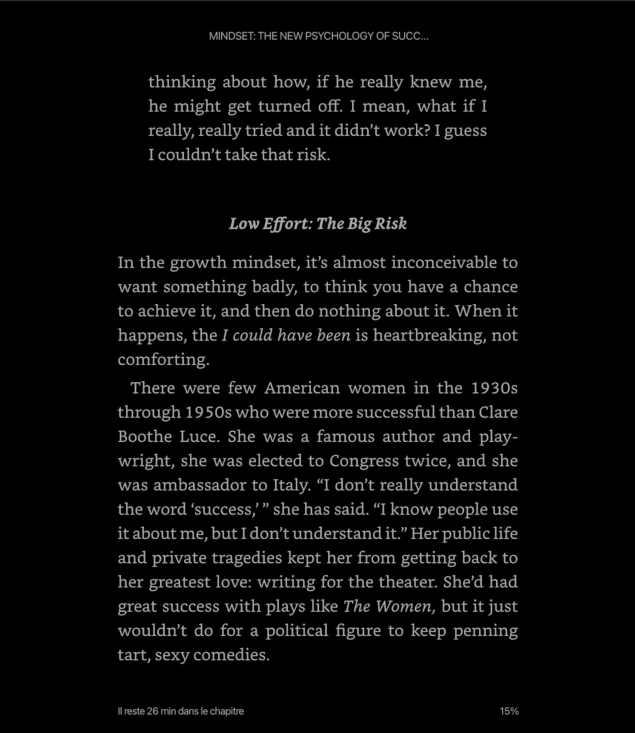 MINDSET: THE NEW PSYCHOLOGY OF SUCC...
thinking about how, if he really knew me,
he might get turned off. I mean, what if I
really, really tried and it didn’t work? I guess
I couldn’t take that risk.
Low Effort: The Big Risk
In the growth mindset, it’s almost inconceivable to
want something badly, to think you have a chance
to achieve it, and then do nothing about it. When it
happens, the I could have been is heartbreaking, not
comforting.
There were few American women in the 1930s
through 1950s who were more successful than Clare
Boothe Luce. She was a famous author and play-
wright, she was elected to Congress twice, and she
was ambassador to Italy. “I don’t really understand
the word ‘success,’ ” she has said. “I know people use
it about me, but I don’t understand it.” Her public life
and private tragedies kept her from getting back to
her greatest love: writing for the theater. She’d had
great success with plays like The Women, but it just
wouldn’t do for a political figure to keep penning
tart, sexy comedies.
Il reste 26 min dans le chapitre
15%